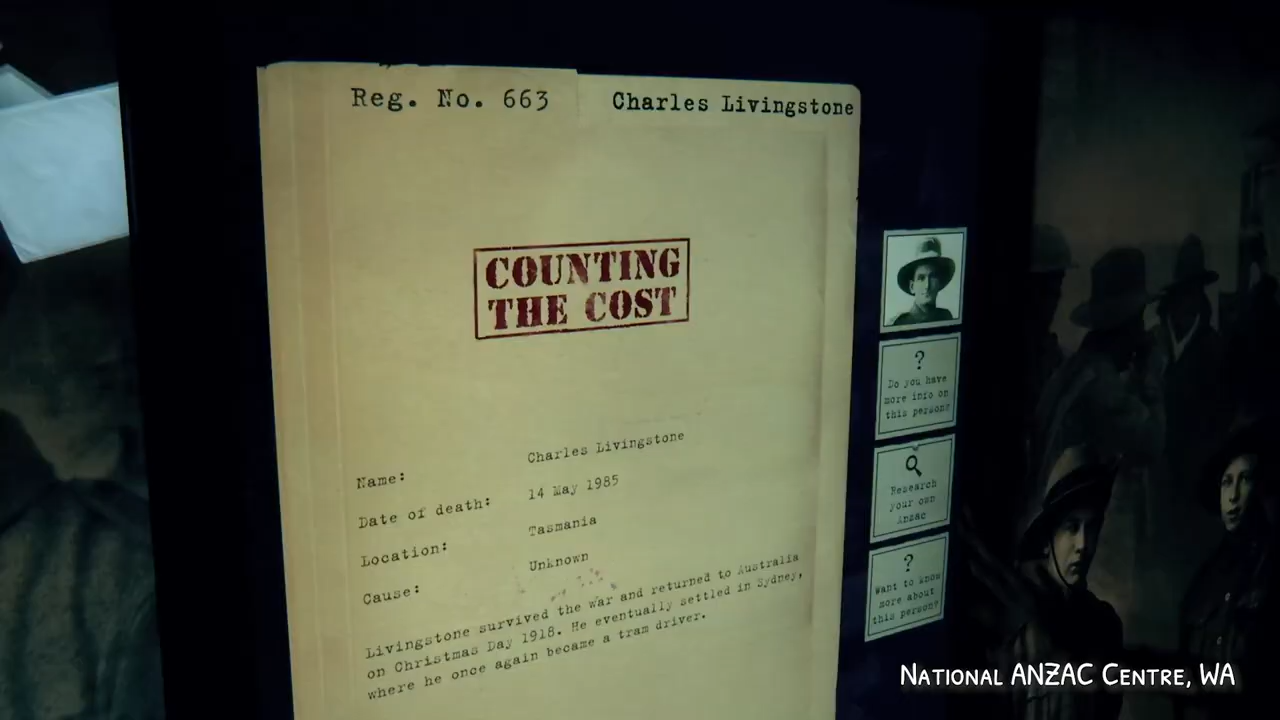 Reg. No. 663
Charles Livingstone
COUNTING
THE COST
Name: Charles Livingstone
Date of death: 14 May 1985
Location: Tasmania
Cause: Unknown
Livingstone survived the war and returned to Australia
on Christmas Day 1918. He eventually settled in Sydney,
where he once again became a tram driver.
?
Do you have
more info on
this person?
Research
your own
Anzac
?
Want to know
more about
this person?
National ANZAC Centre, WA